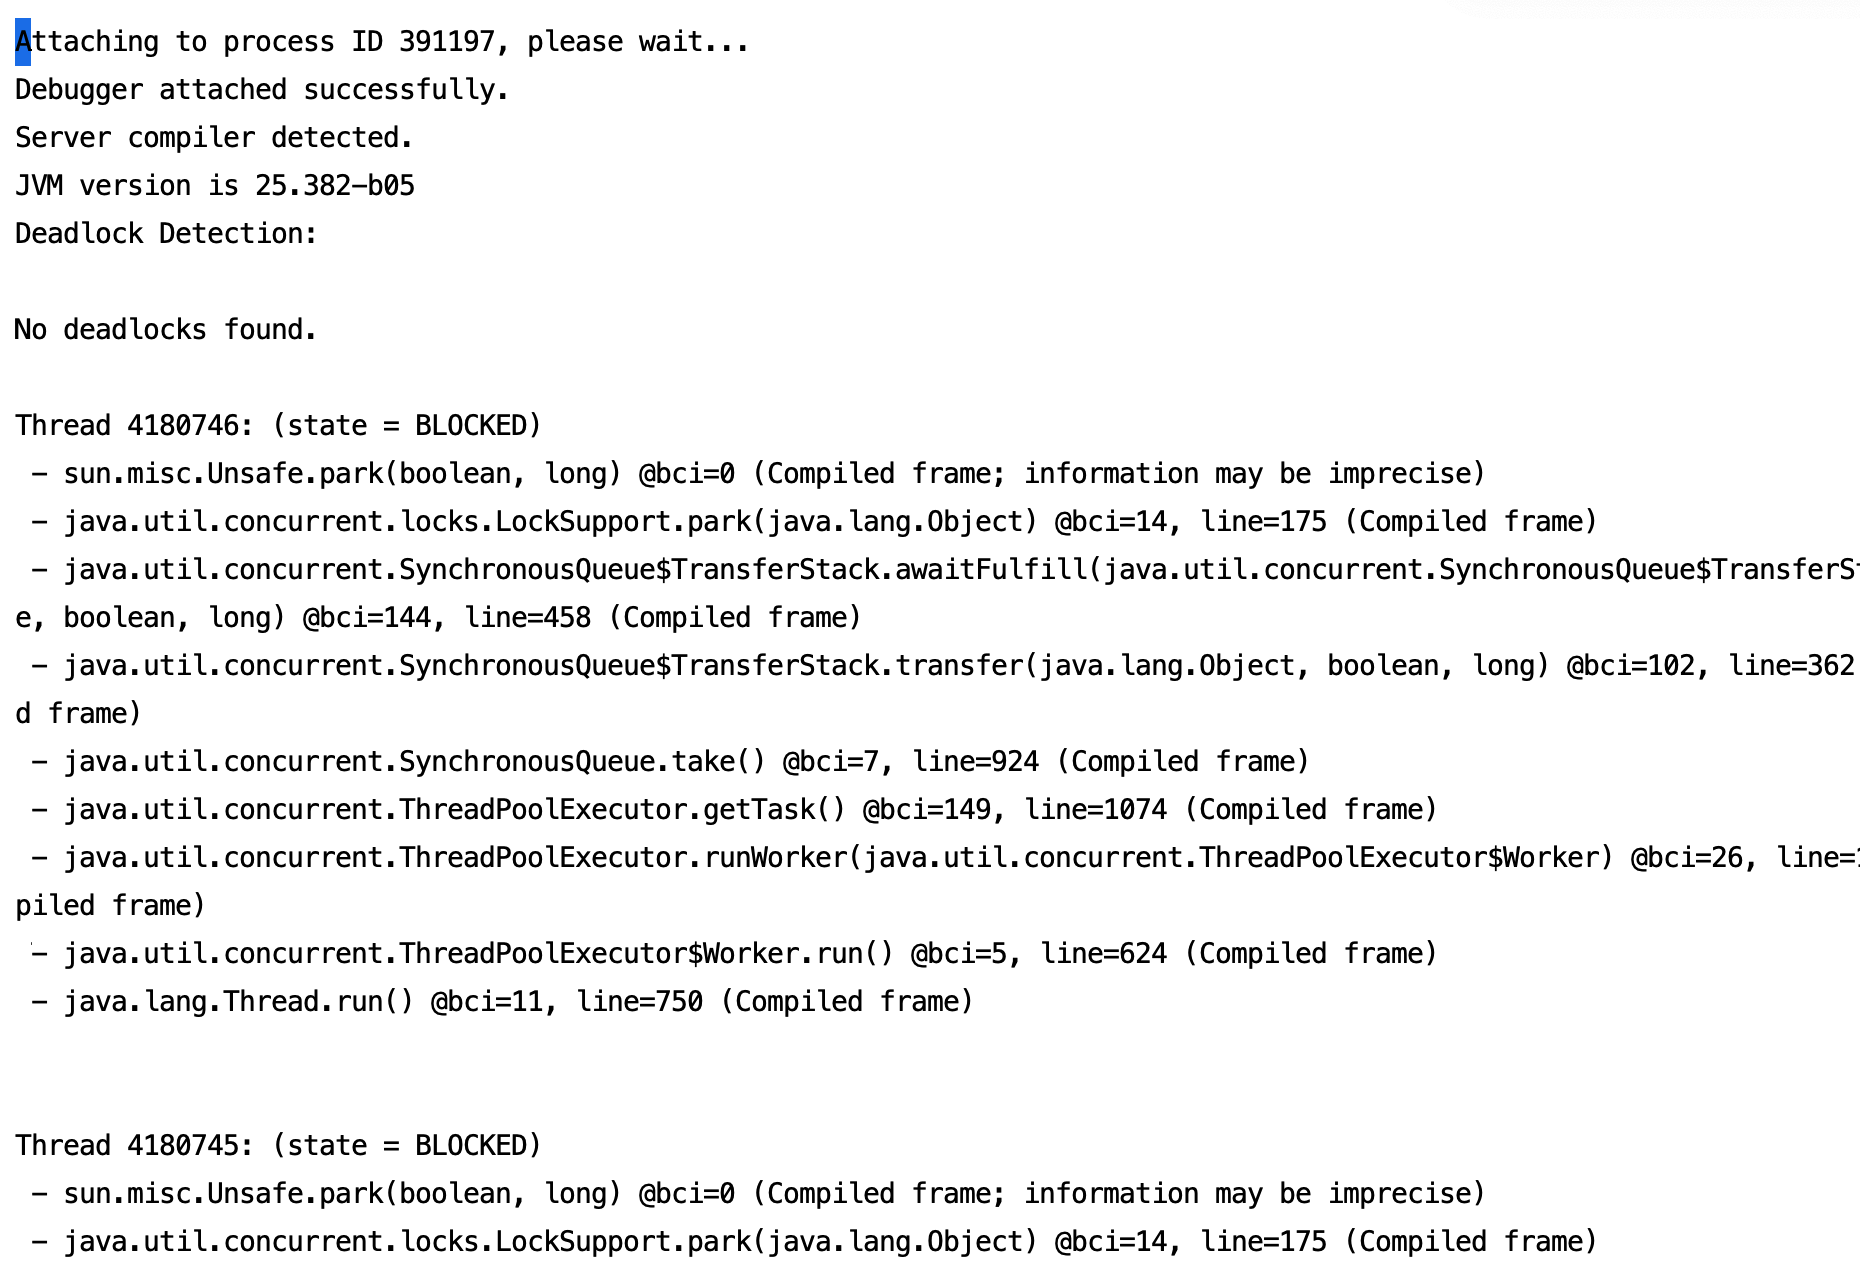 Attaching to process ID 391197, please wait...
Debugger attached successfully.
Server compiler detected.
JVM version is 25.382-b05
Deadlock Detection:
No deadlocks found.
Thread 4180746: (state = BLOCKED)
- sun.misc.Unsafe.park(boolean, long) @bci=0 (Compiled frame; information may be imprecise)
- java.util.concurrent.locks.LockSupport.park(java.lang.Object) @bci=14, line=175 (Compiled frame)
- java.util.concurrent.SynchronousQueue$TransferStack.awaitFulfill(java.util.concurrent.SynchronousQueue$TransferS
e, boolean, long) @bci=144, line=458 (Compiled frame)
- java.util.concurrent.SynchronousQueue$TransferStack.transfer(java.lang.Object, boolean, long) @bci=102, line=362
d frame)
- java.util.concurrent.SynchronousQueue.take() @bci=7, line=924 (Compiled frame)
- java.util.concurrent.ThreadPoolExecutor.getTask() @bci=149, line=1074 (Compiled frame)
- java.util.concurrent.ThreadPoolExecutor.runWorker(java.util.concurrent.ThreadPoolExecutor$Worker) @bci=26, line=
piled frame)
- java.util.concurrent.ThreadPoolExecutor$Worker.run() @bci=5, line=624 (Compiled frame)
- java.lang.Thread.run() @bci=11, line=750 (Compiled frame)
Thread 4180745: (state = BLOCKED)
- sun.misc.Unsafe.park(boolean, long) @bci=0 (Compiled frame; information may be imprecise)
- java.util.concurrent.locks.LockSupport.park(java.lang.Object) @bci=14, line=175 (Compiled frame)